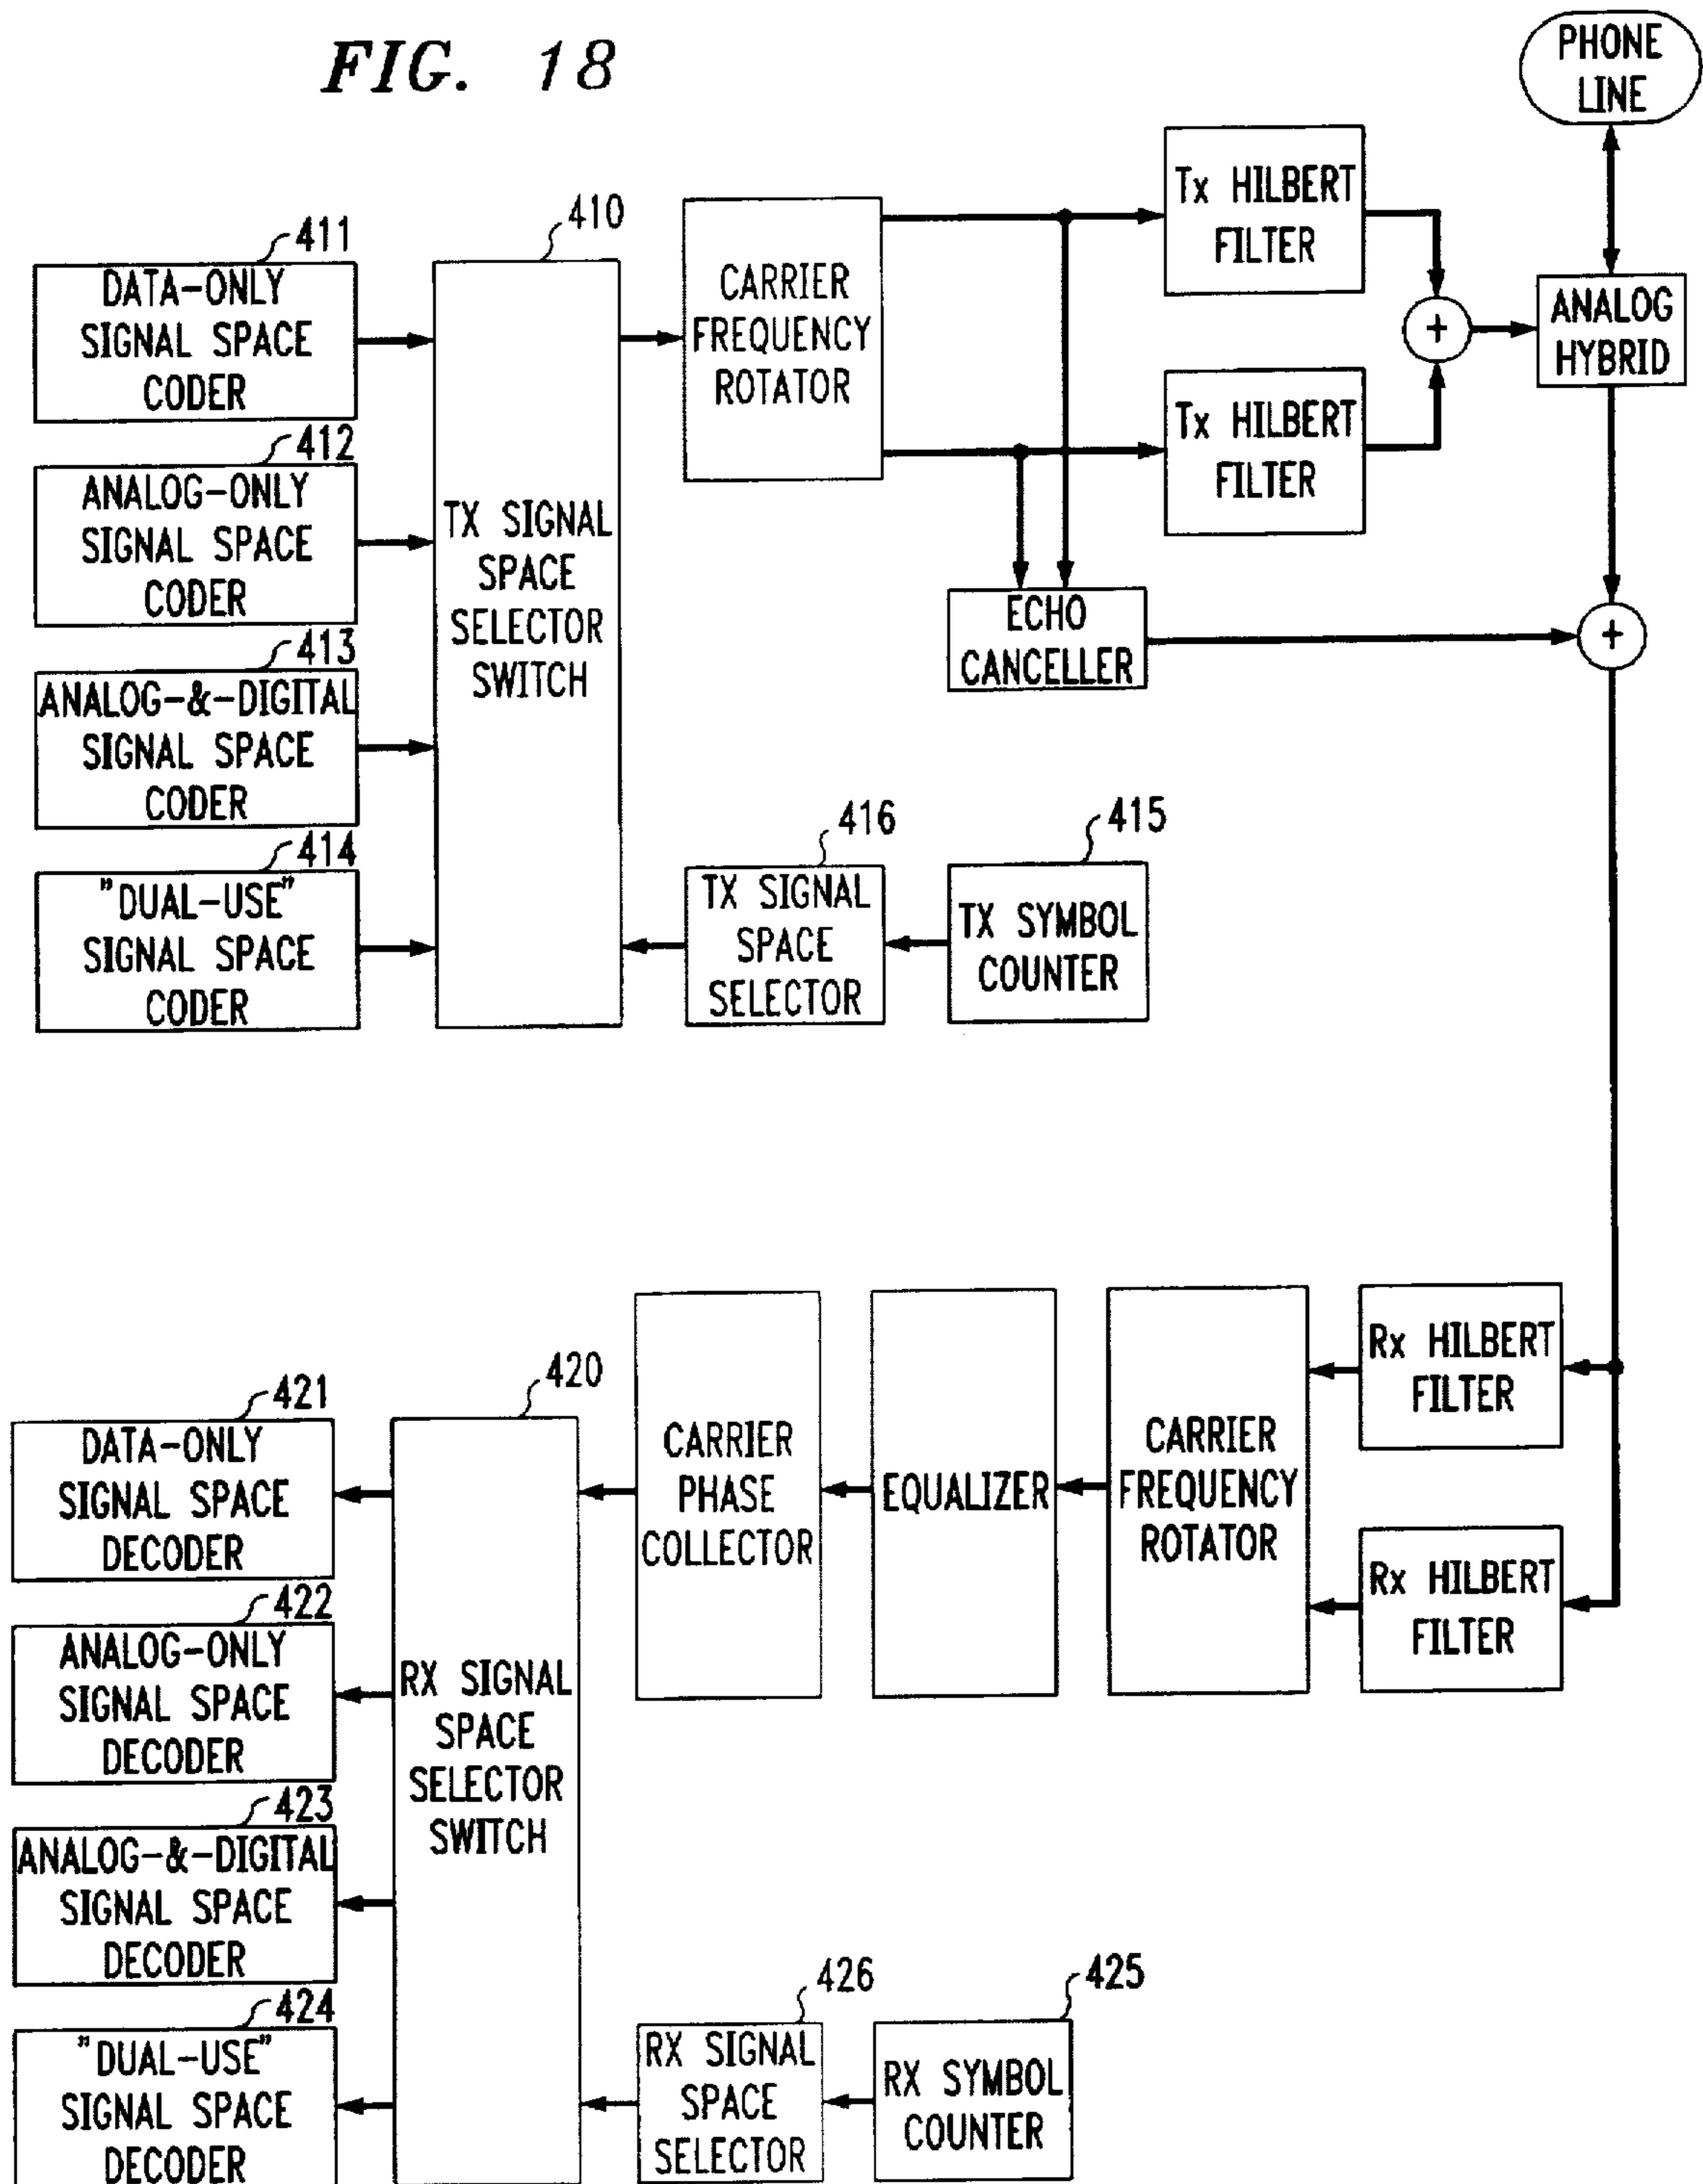 FIG. 18
PHONE
LINE
411
DATA-ONLY
SIGNAL SPACE
CODER
412
ANALOG-ONLY
SIGNAL SPACE
CODER
413
ANALOG-&-DIGITAL
SIGNAL SPACE
CODER
414
"DUAL-USE"
SIGNAL SPACE
CODER
410
TX SIGNAL
SPACE
SELECTOR
SWITCH
CARRIER
FREQUENCY
ROTATOR
Tx HILBERT
FILTER
Tx HILBERT
FILTER
+
ANALOG
HYBRID
ECHO
CANCELLER
+
416
TX SIGNAL
SPACE
SELECTOR
415
TX SYMBOL
COUNTER
421
DATA-ONLY
SIGNAL SPACE
DECODER
422
ANALOG-ONLY
SIGNAL SPACE
DECODER
423
ANALOG-&-DIGITAL
SIGNAL SPACE
DECODER
424
"DUAL-USE"
SIGNAL SPACE
DECODER
420
RX SIGNAL
SPACE
SELECTOR
SWITCH
CARRIER
PHASE
COLLECTOR
EQUALIZER
CARRIER
FREQUENCY
ROTATOR
Rx HILBERT
FILTER
Rx HILBERT
FILTER
426
RX SIGNAL
SPACE
SELECTOR
425
RX SYMBOL
COUNTER